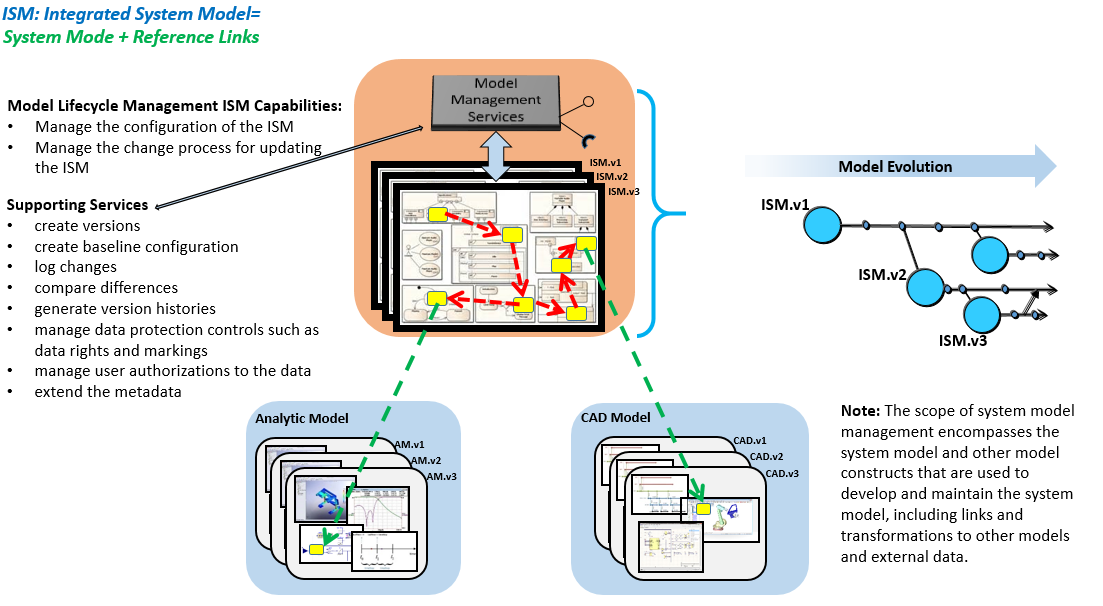 ISM: Integrated System Model=
System Mode + Reference Links
Model Lifecycle Management ISM Capabilities:
• Manage the configuration of the ISM
• Manage the change process for updating
the ISM
Supporting Services
• create versions
• create baseline configuration
• log changes
• compare differences
• generate version histories
• manage data protection controls such as
data rights and markings
• manage user authorizations to the data
• extend the metadata
Model
Management
Services
ISM.v1
ISM.v2
ISM.v3
Model Evolution
ISM.v1
ISM.v2
ISM.v3
Analytic Model
AM.v1
AM.v2
AM.v3
CAD Model
CAD.v1
CAD.v2
CAD.v3
Note: The scope of system model
management encompasses the
system model and other model
constructs that are used to
develop and maintain the system
model, including links and
transformations to other models
and external data.